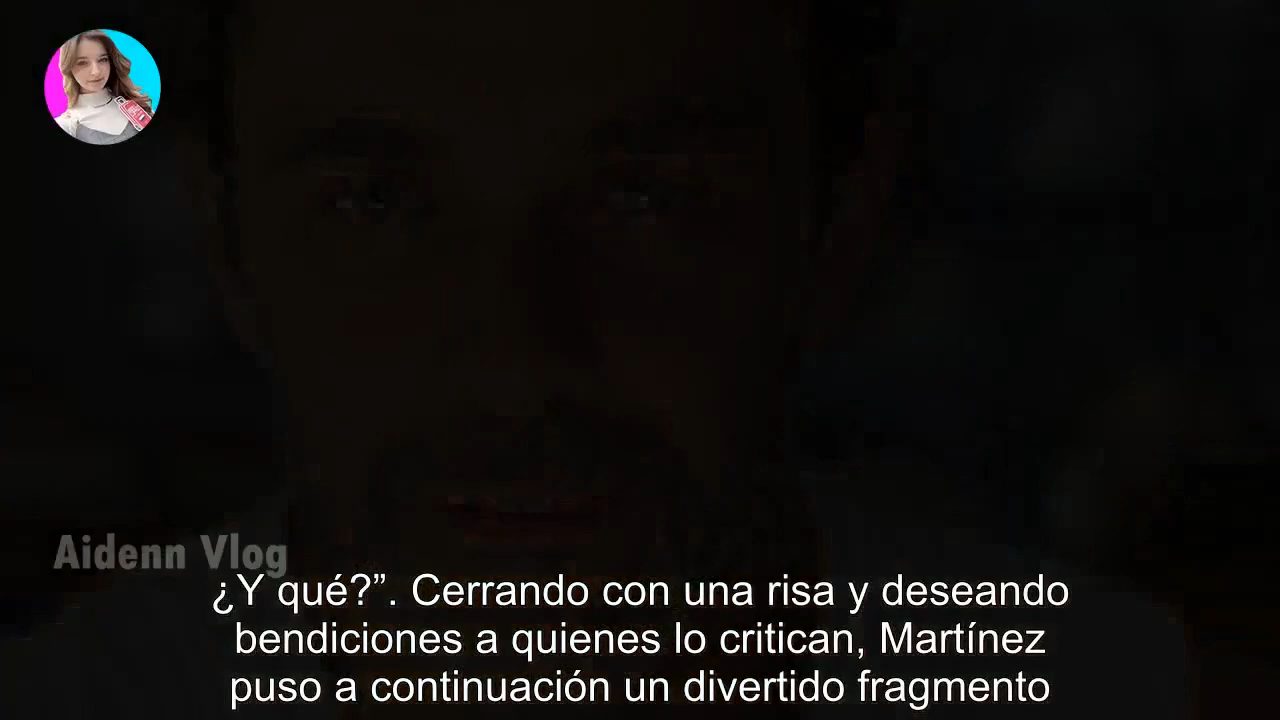 Aidenn Vlog
¿Y qué?”. Cerrando con una risa y deseando
bendiciones a quienes lo critican, Martínez
puso a continuación un divertido fragmento